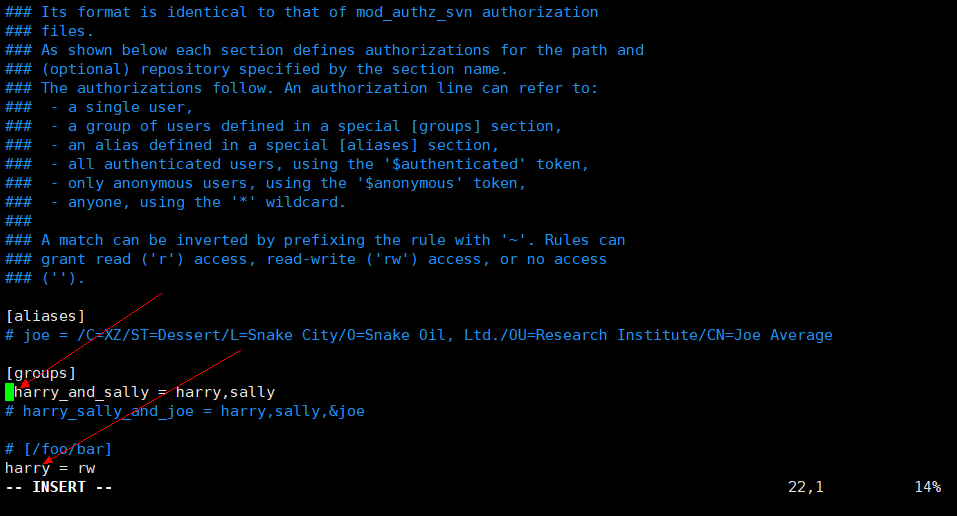 ### Its format is identical to that of mod_authz_svn authorization
### files.
### As shown below each section defines authorizations for the path and
### (optional) repository specified by the section name.
### The authorizations follow. An authorization line can refer to:
###  - a single user,
###  - a group of users defined in a special [groups] section,
###  - an alias defined in a special [aliases] section,
###  - all authenticated users, using the '$authenticated' token,
###  - only anonymous users, using the '$anonymous' token,
###  - anyone, using the '*' wildcard.
###
### A match can be inverted by prefixing the rule with '~'. Rules can
### grant read ('r') access, read-write ('rw') access, or no access
### ('').
[aliases]
# joe = /C=XZ/ST=Dessert/L=Snake City/O=Snake Oil, Ltd./OU=Research Institute/CN=Joe Average
[groups]
harry_and_sally = harry,sally
# harry_sally_and_joe = harry,sally,&joe
# [/foo/bar]
harry = rw
-- INSERT -- 22,1 14%